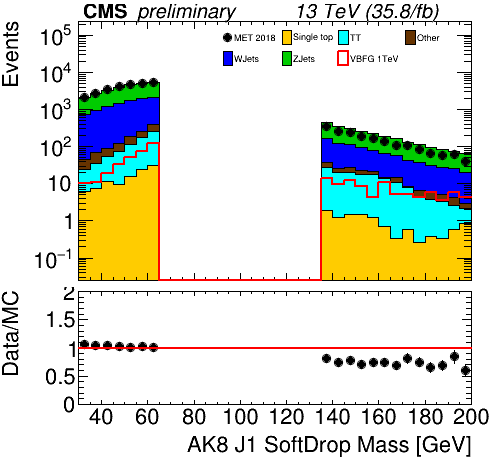 CMS preliminary 13 TeV (35.8/fb)
Events
MET 2018 Single top TT Other
WJets ZJets VBFG 1TeV
10^5
10^4
10^3
10^2
10
1
10^-1
Data/MC
2
1.5
1
0.5
0
40 60 80 100 120 140 160 180 200
AK8 J1 SoftDrop Mass [GeV]